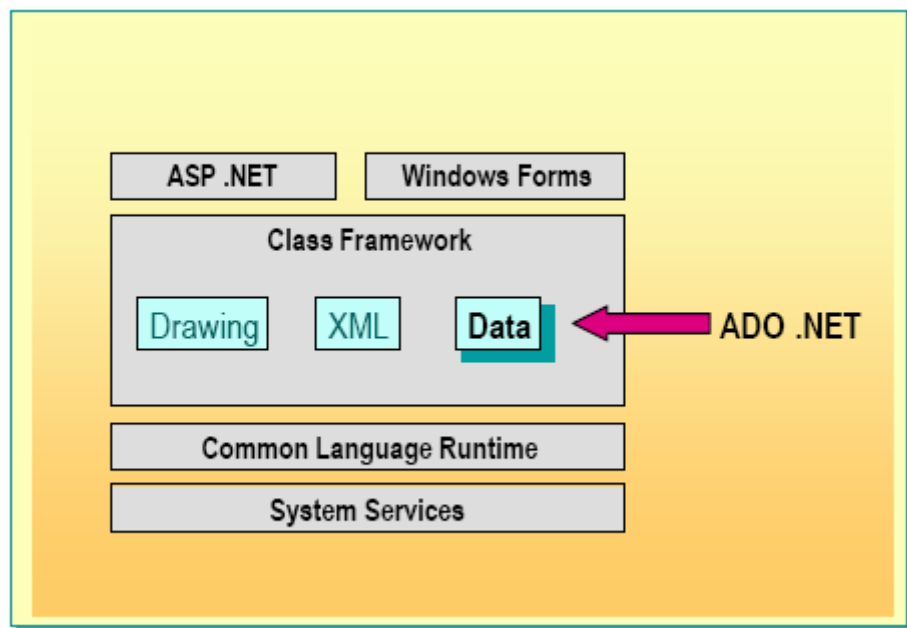 ASP .NET
Windows Forms
Class Framework
Drawing
XML
Data
ADO .NET
Common Language Runtime
System Services